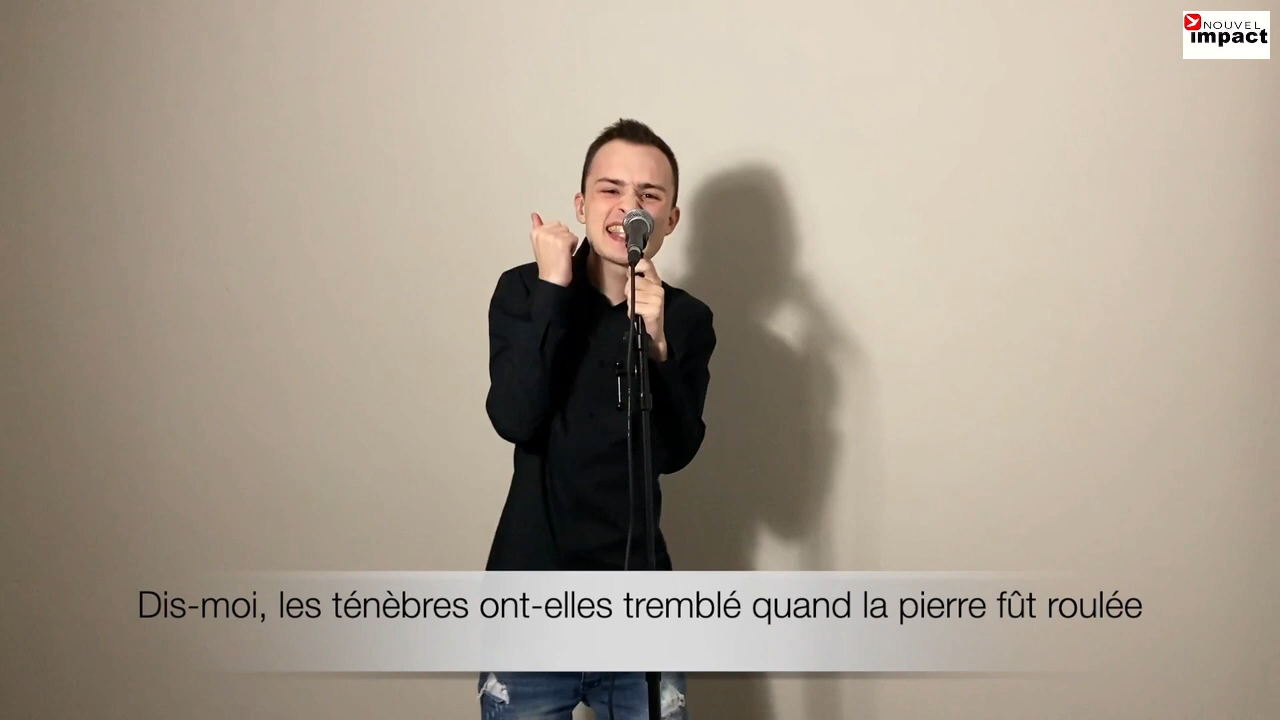 NOUVEL
impact
Dis-moi, les ténèbres ont-elles tremblé quand la pierre fût roulée